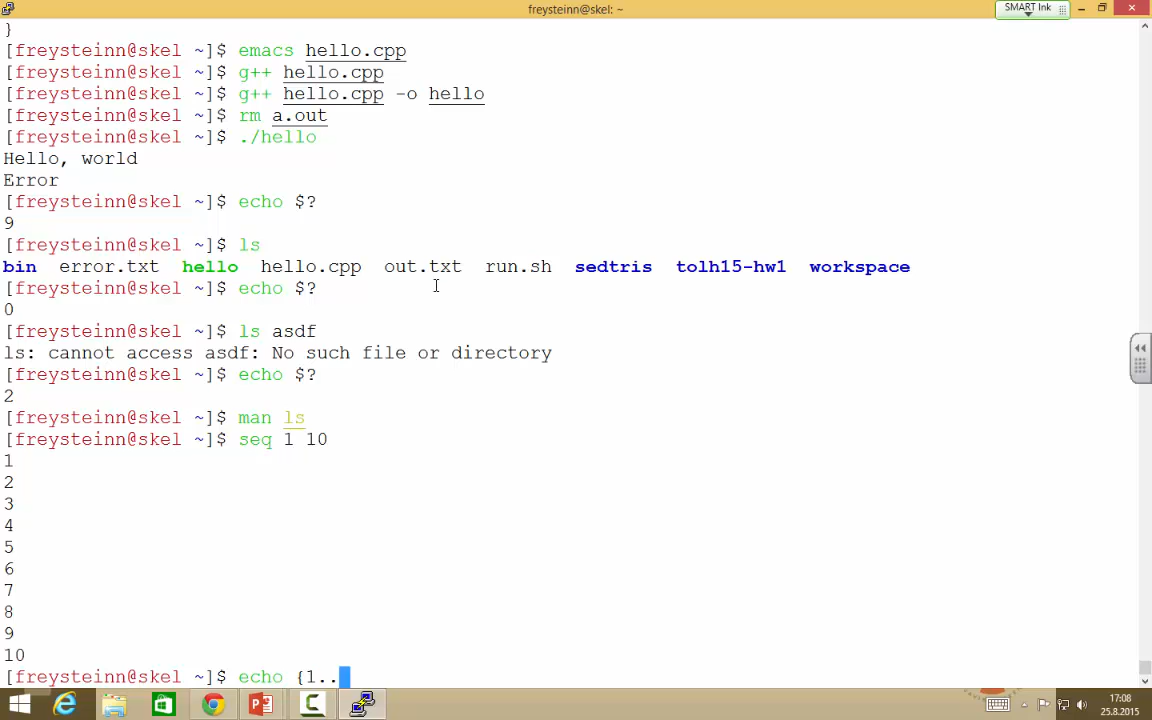 freysteinn@skel: ~
SMART Ink
}
[freysteinn@skel ~]$ emacs hello.cpp
[freysteinn@skel ~]$ g++ hello.cpp
[freysteinn@skel ~]$ g++ hello.cpp -o hello
[freysteinn@skel ~]$ rm a.out
[freysteinn@skel ~]$ ./hello
Hello, world
Error
[freysteinn@skel ~]$ echo $?
9
[freysteinn@skel ~]$ ls
bin error.txt hello hello.cpp out.txt run.sh sedtris tolh15-hw1 workspace
[freysteinn@skel ~]$ echo $?
0
[freysteinn@skel ~]$ ls asdf
ls: cannot access asdf: No such file or directory
[freysteinn@skel ~]$ echo $?
2
[freysteinn@skel ~]$ man ls
[freysteinn@skel ~]$ seq 1 10
1
2
3
4
5
6
7
8
9
10
[freysteinn@skel ~]$ echo {1..
17:08
25.8.2015